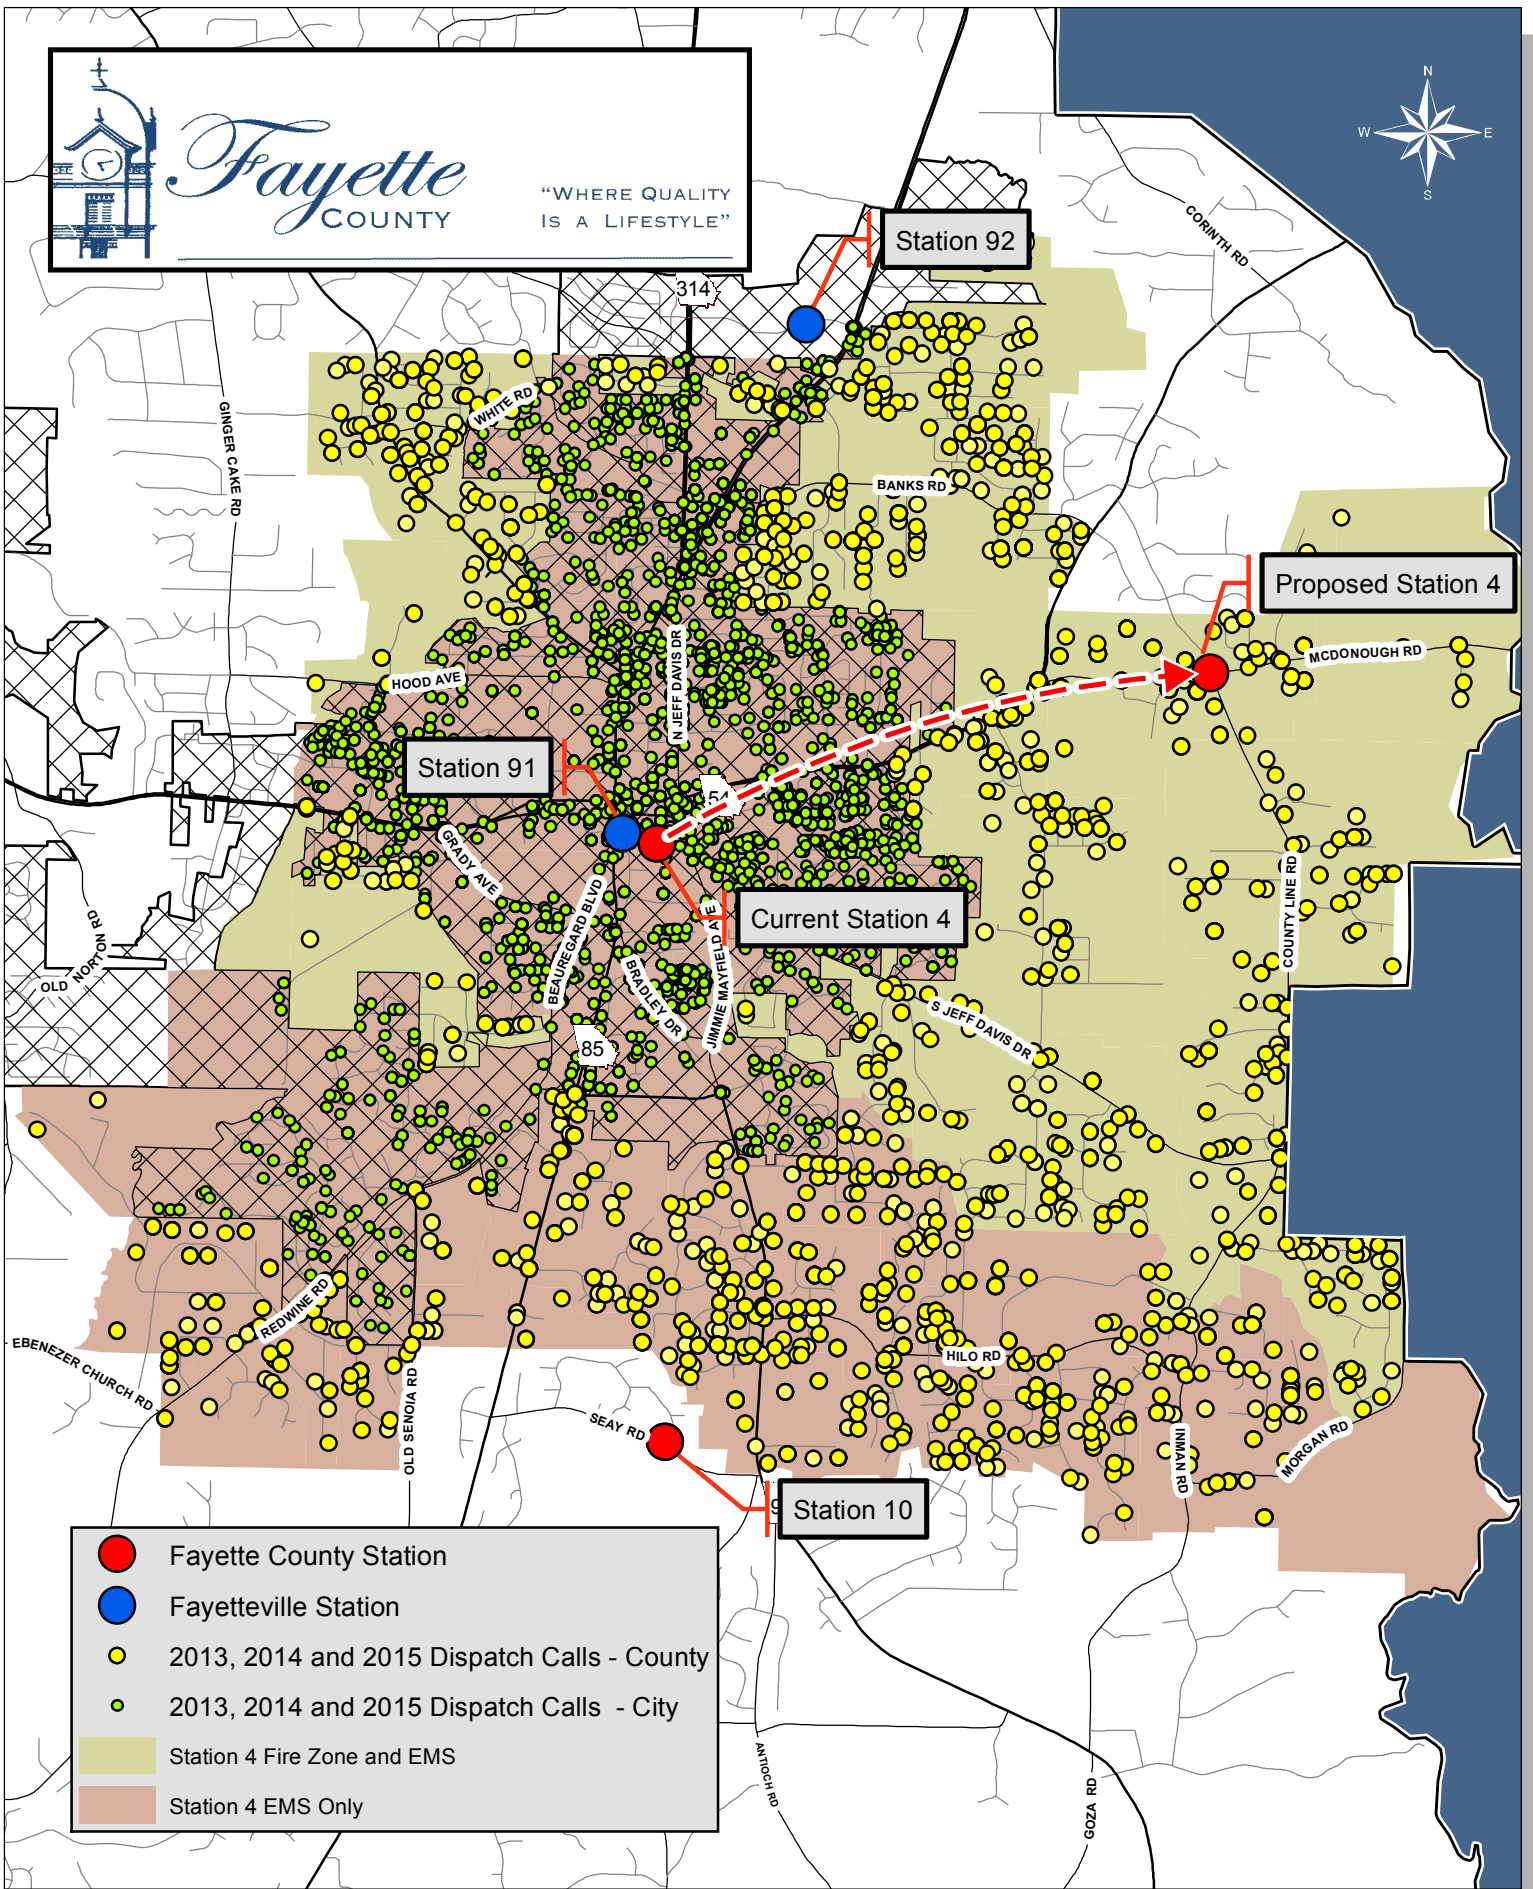 Fayette
COUNTY
"WHERE QUALITY
IS A LIFESTYLE"
N
W
E
S
Station 92
314
CORINTH RD
GINGER CAKE RD
WHITE RD
BANKS RD
Proposed Station 4
MCDONOUGH RD
HOOD AVE
N JEFF DAVIS DR
Station 91
54
GRADY AVE
BEAUREGARD BLVD
Current Station 4
JIMMIE MAYFIELD AVE
COUNTY LINE RD
OLD NORTON RD
BRADLEY DR
S JEFF DAVIS DR
85
REDWINE RD
EBENEZER CHURCH RD
OLD SENOIA RD
HILO RD
SEAY RD
INMAN RD
MORGAN RD
9
Station 10
Fayette County Station
Fayetteville Station
2013, 2014 and 2015 Dispatch Calls - County
2013, 2014 and 2015 Dispatch Calls - City
Station 4 Fire Zone and EMS
Station 4 EMS Only
ANTIOCH RD
GOZA RD